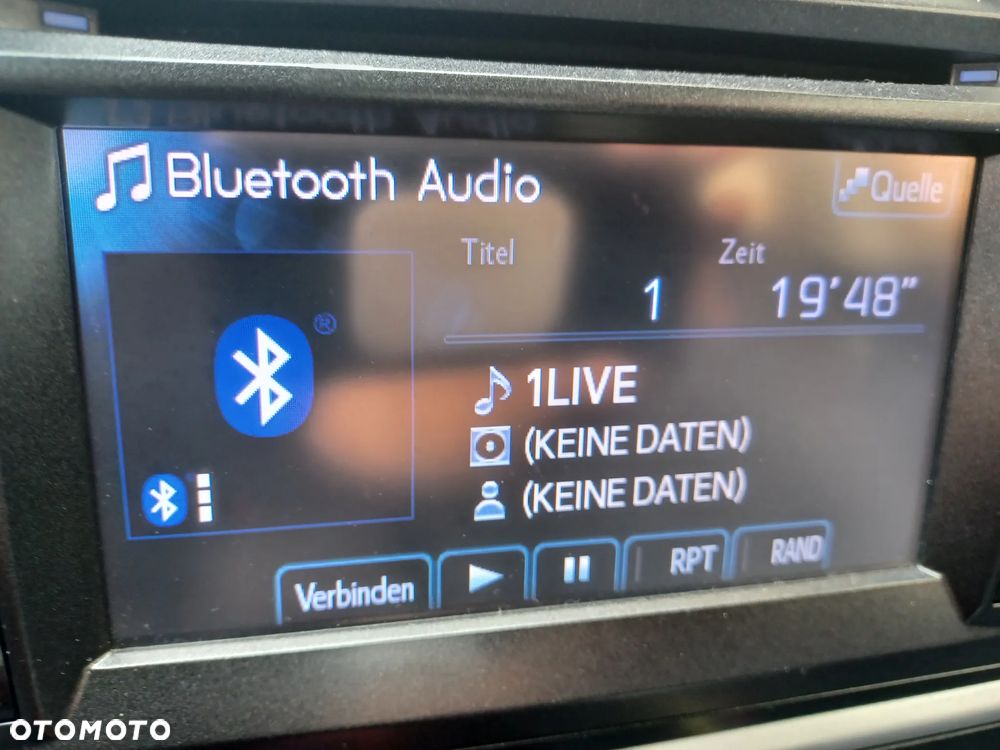 Bluetooth Audio
Quelle
Titel Zeit
1 19'48"
1LIVE
(KEINE DATEN)
(KEINE DATEN)
Verbinden RPT RAND
OTOMOTO